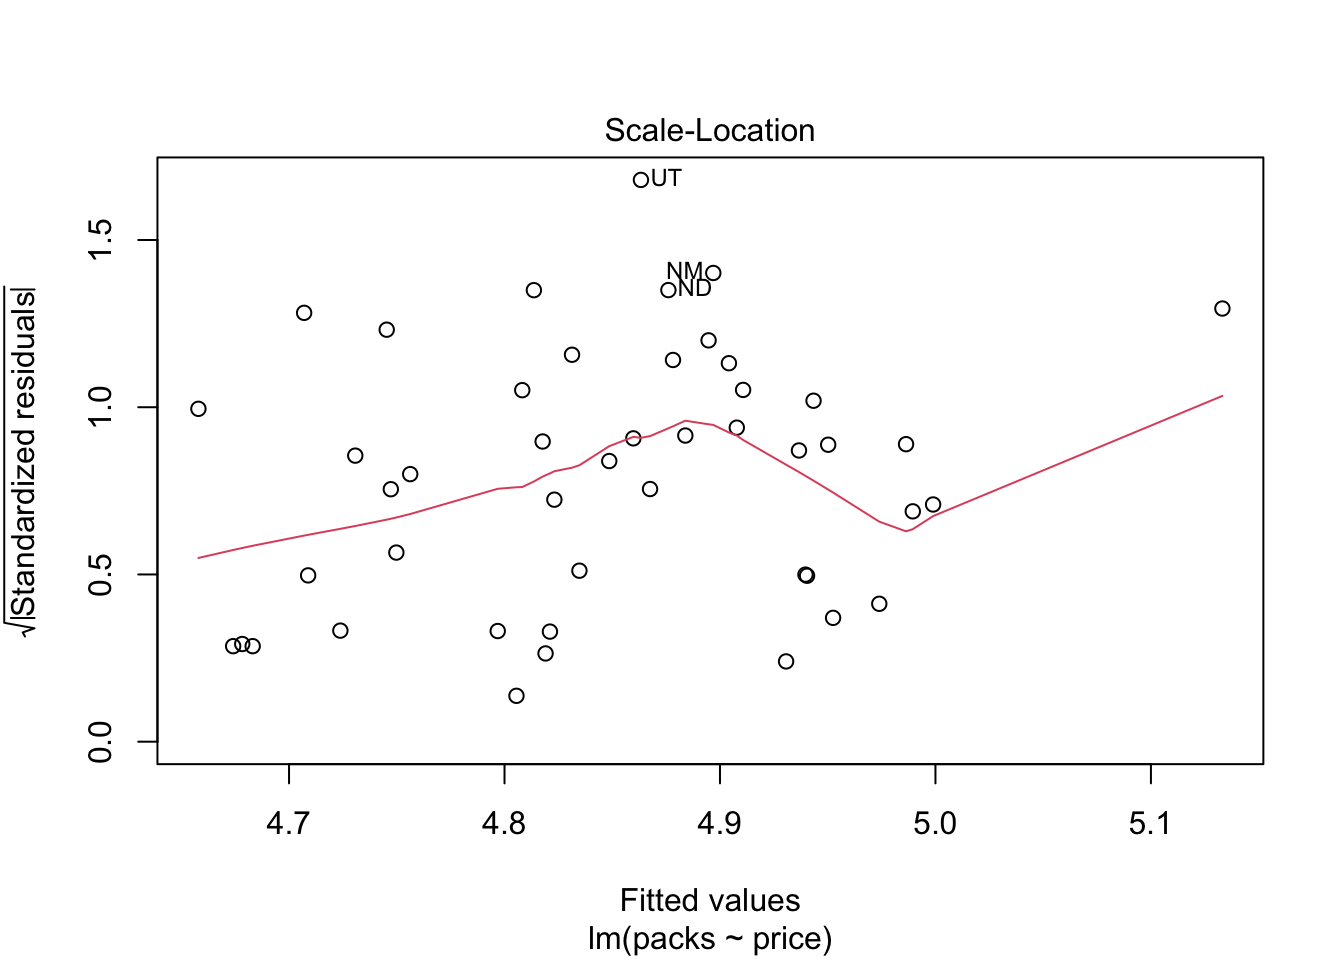 Scale-Location
UT
NM
ND
√|Standardized residuals|
1.5
1.0
0.5
0.0
4.7 4.8 4.9 5.0 5.1
Fitted values
lm(packs ~ price)